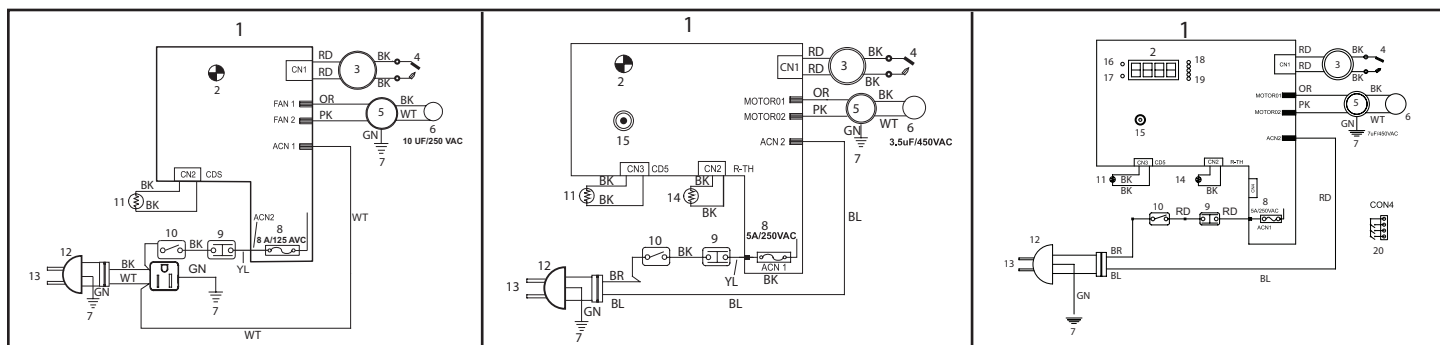 1
RD
BK
4
CN1
3
RD
BK
2
FAN 1
OR
BK
5
FAN 2
PK
WT
6
GN
10 UF/250 VAC
7
ACN 1
CN2
CDS
BK
11
BK
WT
ACN2
8
9
8 A/125 AVC
10
BK
12
YL
13
BK
GN
WT
GN
7
7
WT
1
RD
BK
4
CN1
3
RD
BK
2
MOTOR01
OR
BK
5
MOTOR02
PK
WT
6
GN
3.5uF/450VAC
15
7
ACN 2
CN3
CD5
CN2
R-TH
BK
BK
11
14
BK
BK
BL
8
5A/250VAC
10
9
BK
12
YL
ACN 1
BR
BK
13
GN
BL
BL
7
1
2
RD
BK
4
16
18
CN1
3
17
19
RD
BK
MOTOR01
OR
BK
5
MOTOR02
PK
WT
6
GN
7uF/450VAC
15
7
ACN2
CN3
CD5
CN2
R-TH
11
BK
14
BK
BK
BK
CN4
RD
8
10
9
5A/250VAC
RD
RD
ACN1
CON4
12
BR
20
13
BL
BL
GN
7